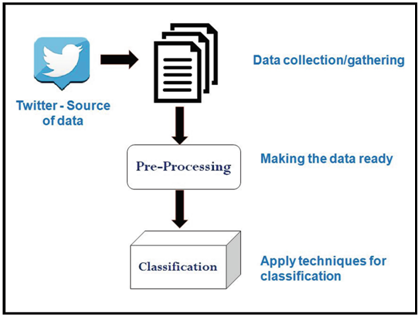 Twitter - Source
of data
Data collection/gathering
Pre-Processing
Making the data ready
Classification
Apply techniques for
classification